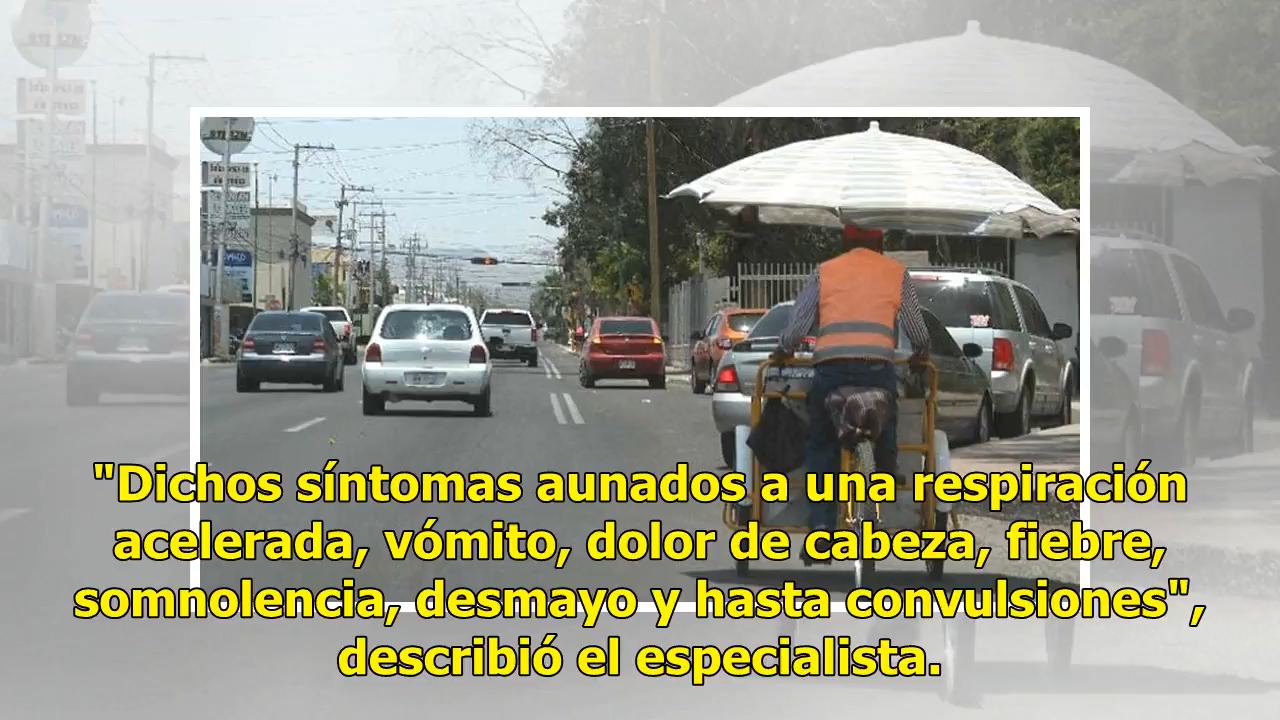 "Dichos síntomas aunados a una respiración
acelerada, vómito, dolor de cabeza, fiebre,
somnolencia, desmayo y hasta convulsiones",
describió el especialista.